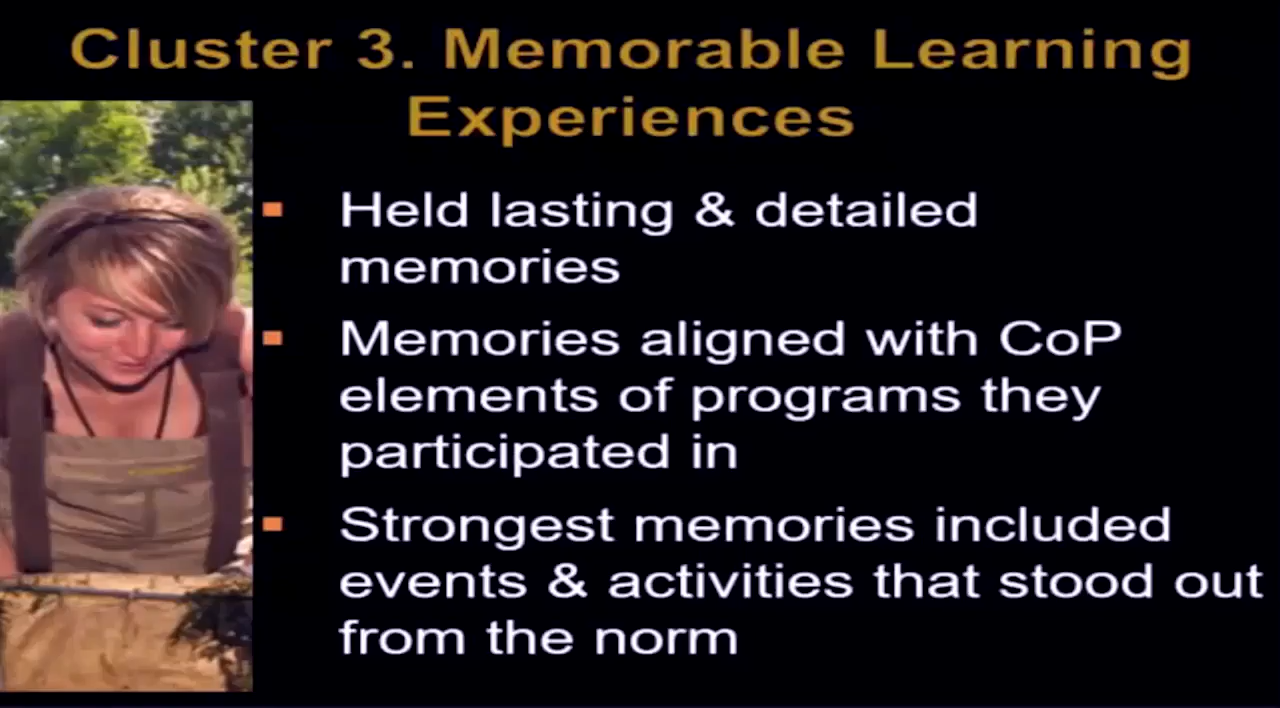 Cluster 3. Memorable Learning
Experiences
▪ Held lasting & detailed
memories
▪ Memories aligned with CoP
elements of programs they
participated in
▪ Strongest memories included
events & activities that stood out
from the norm